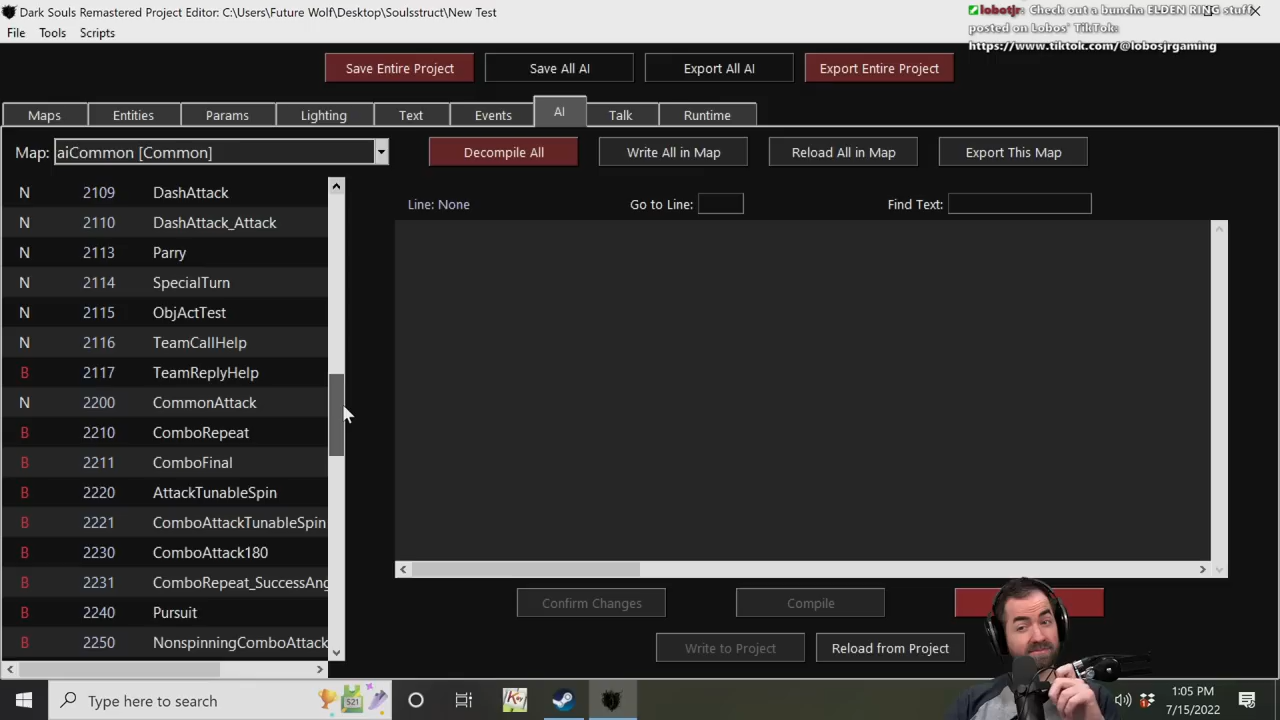 Dark Souls Remastered Project Editor: C:\Users\Future Wolf\Desktop\Soulsstruct\New Test
lobotjr: Check out a buncha ELDEN RING stuff
posted on Lobos' TikTok:
https://www.tiktok.com/@lobosjrgaming
File Tools Scripts
Save Entire Project Save All AI Export All AI Export Entire Project
Maps Entities Params Lighting Text Events AI Talk Runtime
Map: aiCommon [Common] Decompile All Write All in Map Reload All in Map Export This Map
Line: None Go to Line: Find Text:
N 2109 DashAttack
N 2110 DashAttack_Attack
N 2113 Parry
N 2114 SpecialTurn
N 2115 ObjActTest
N 2116 TeamCallHelp
B 2117 TeamReplyHelp
N 2200 CommonAttack
B 2210 ComboRepeat
B 2211 ComboFinal
B 2220 AttackTunableSpin
B 2221 ComboAttackTunableSpin
B 2230 ComboAttack180
B 2231 ComboRepeat_SuccessAng
B 2240 Pursuit
B 2250 NonspinningComboAttack
Confirm Changes Compile
Write to Project Reload from Project
Type here to search
521
Key
1:05 PM
7/15/2022